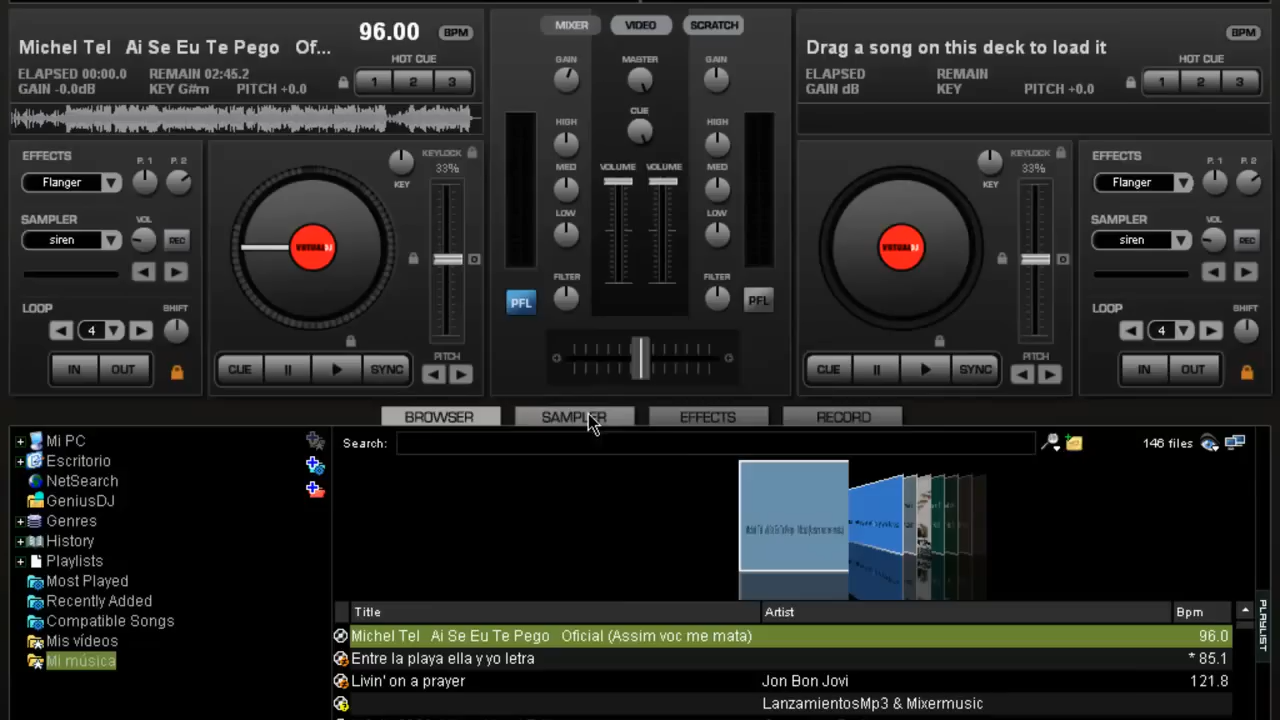 MIXER VIDEO SCRATCH
96.00 BPM
Michel Tel Ai Se Eu Te Pego Of...
HOT CUE
ELAPSED 00:00.0 REMAIN 02:45.2
GAIN -0.0dB KEY G#m PITCH +0.0
1 2 3
GAIN MASTER GAIN
CUE
HIGH HIGH
MED VOLUME VOLUME MED
LOW LOW
FILTER FILTER
PFL PFL
BPM
Drag a song on this deck to load it
HOT CUE
ELAPSED REMAIN
GAIN dB KEY PITCH +0.0
1 2 3
EFFECTS P. 1 P. 2
Flanger
SAMPLER VOL
siren REC
LOOP SHIFT
4
IN OUT
KEYLOCK
33%
KEY
VIRTUALDJ
PITCH
CUE SYNC
KEYLOCK
33%
KEY
PITCH
CUE SYNC
EFFECTS P. 1 P. 2
Flanger
SAMPLER VOL
siren REC
LOOP SHIFT
4
IN OUT
BROWSER SAMPLER EFFECTS RECORD
Mi PC
Escritorio
NetSearch
GeniusDJ
Genres
History
Playlists
Most Played
Recently Added
Compatible Songs
Mis vídeos
Mi música
Search: 146 files
Title Artist Bpm
Michel Tel Ai Se Eu Te Pego Oficial (Assim voc me mata) 96.0
Entre la playa ella y yo letra * 85.1
Livin' on a prayer Jon Bon Jovi 121.8
LanzamientosMp3 & Mixermusic
PLAYLIST